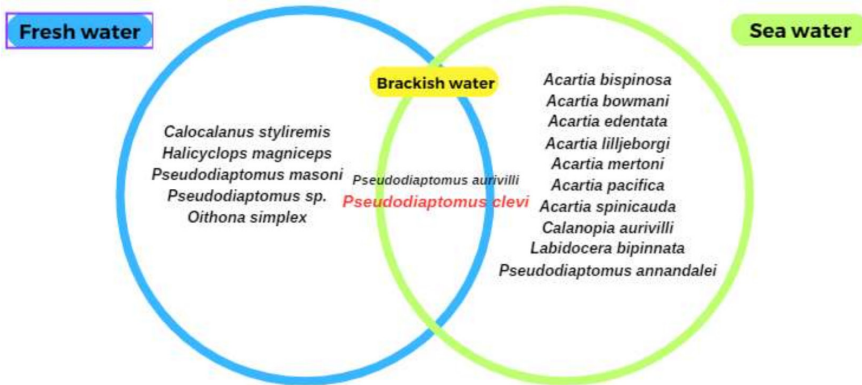 Fresh water
Sea water
Brackish water
Calocalanus styliremis
Halicyclops magniceps
Pseudodiaptomus masoni
Pseudodiaptomus sp.
Oithona simplex
Pseudodiaptomus aurivilli
Pseudodiaptomus clevi
Acartia bispinosa
Acartia bowmani
Acartia edentata
Acartia lilljeborgi
Acartia mertoni
Acartia pacifica
Acartia spinicauda
Calanopia aurivilli
Labidocera bipinnata
Pseudodiaptomus annandalei